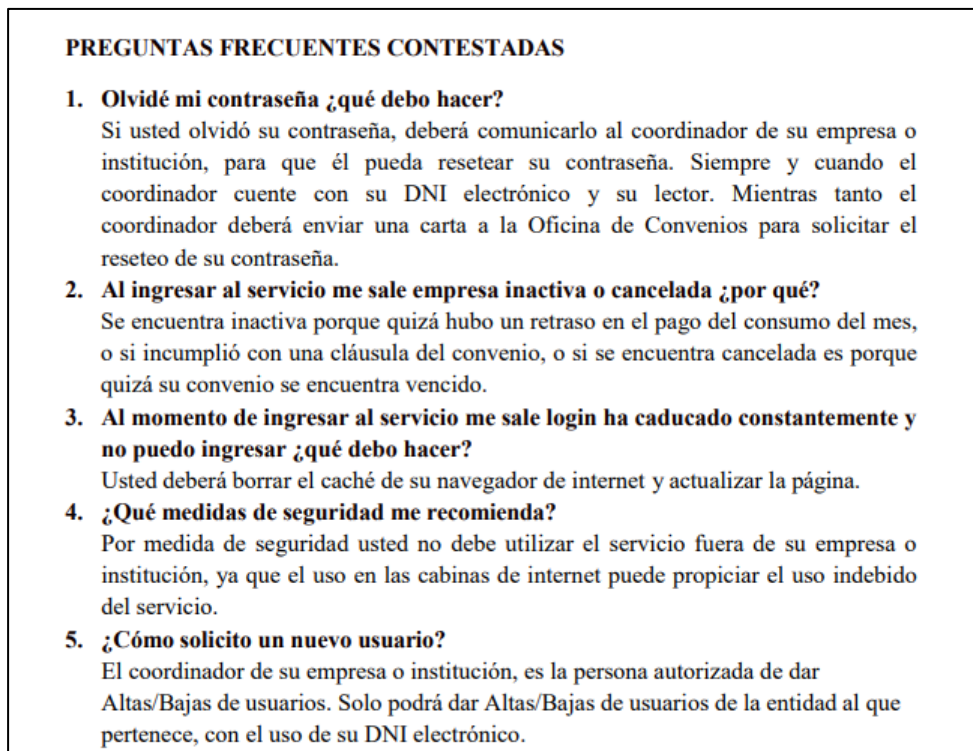 PREGUNTAS FRECUENTES CONTESTADAS
1. Olvidé mi contraseña ¿qué debo hacer?
Si usted olvidó su contraseña, deberá comunicarlo al coordinador de su empresa o
institución, para que él pueda resetear su contraseña. Siempre y cuando el
coordinador cuente con su DNI electrónico y su lector. Mientras tanto el
coordinador deberá enviar una carta a la Oficina de Convenios para solicitar el
reseteo de su contraseña.
2. Al ingresar al servicio me sale empresa inactiva o cancelada ¿por qué?
Se encuentra inactiva porque quizá hubo un retraso en el pago del consumo del mes,
o si incumplió con una cláusula del convenio, o si se encuentra cancelada es porque
quizá su convenio se encuentra vencido.
3. Al momento de ingresar al servicio me sale login ha caducado constantemente y
no puedo ingresar ¿qué debo hacer?
Usted deberá borrar el caché de su navegador de internet y actualizar la página.
4. ¿Qué medidas de seguridad me recomienda?
Por medida de seguridad usted no debe utilizar el servicio fuera de su empresa o
institución, ya que el uso en las cabinas de internet puede propiciar el uso indebido
del servicio.
5. ¿Cómo solicito un nuevo usuario?
El coordinador de su empresa o institución, es la persona autorizada de dar
Altas/Bajas de usuarios. Solo podrá dar Altas/Bajas de usuarios de la entidad al que
pertenece, con el uso de su DNI electrónico.